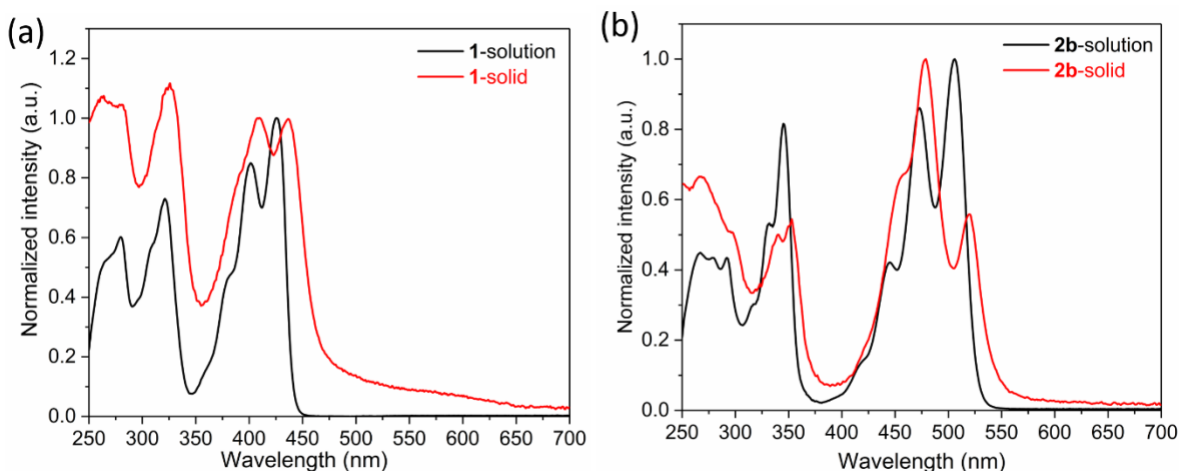 (a)
1-solution
1-solid
Normalized intensity (a.u.)
1.2
1.0
0.8
0.6
0.4
0.2
0.0
250 300 350 400 450 500 550 600 650 700
Wavelength (nm)
(b)
2b-solution
2b-solid
Normalized intensity (a.u.)
1.0
0.8
0.6
0.4
0.2
0.0
250 300 350 400 450 500 550 600 650 700
Wavelength (nm)